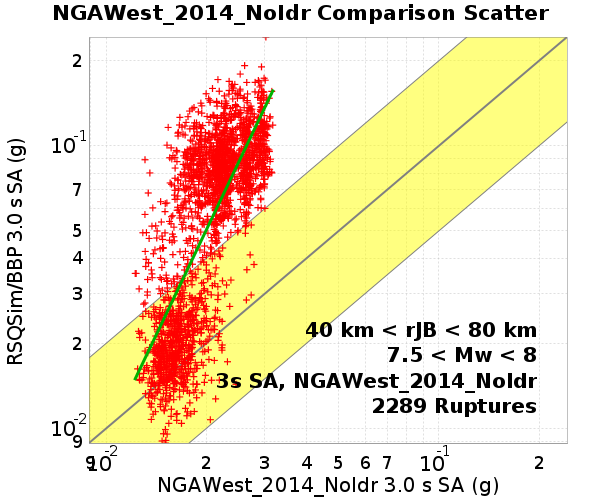 NGAWest_2014_NoIdr Comparison Scatter
RSQSim/BBP 3.0 s SA (g)
2
10^-1
7
5
4
3
2
10^-2
9
40 km < rJB < 80 km
7.5 < Mw < 8
3s SA, NGAWest_2014_NoIdr
2289 Ruptures
9 10^-2 2 3 4 5 6 7 10^-1 2
NGAWest_2014_NoIdr 3.0 s SA (g)